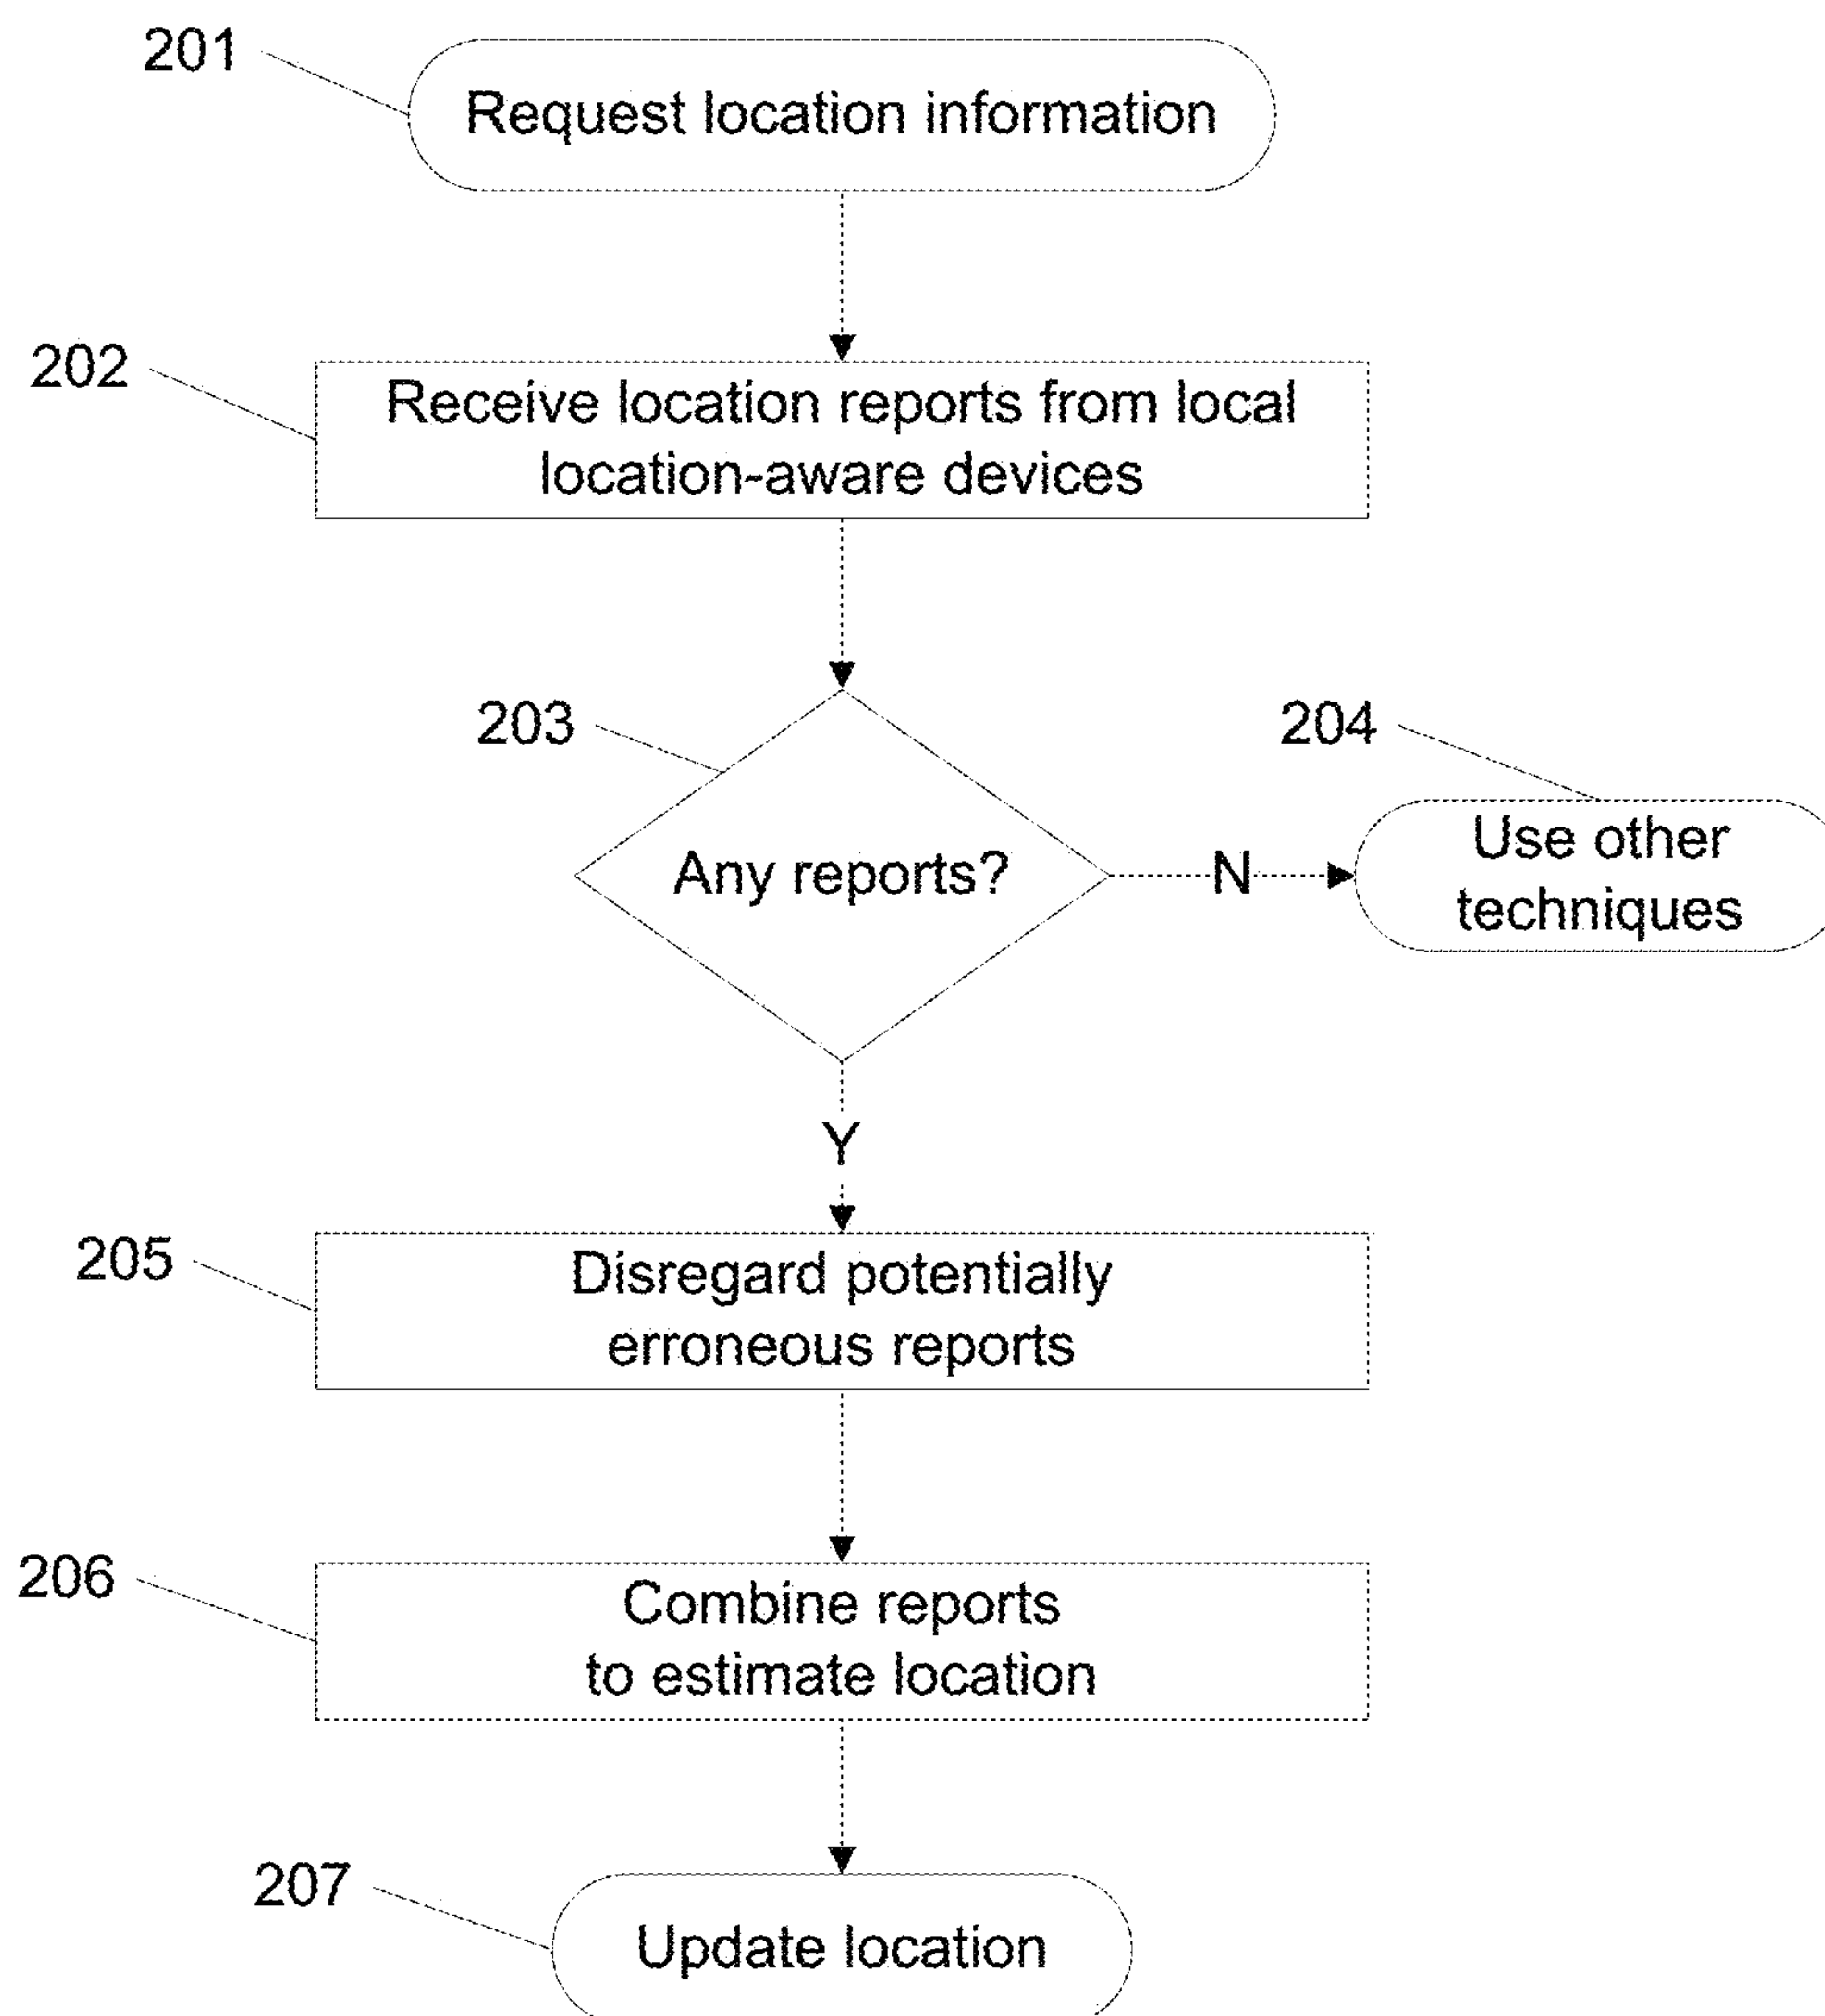 201
Request location information
202
Receive location reports from local
location-aware devices
203
Any reports?
N
204
Use other
techniques
Y
205
Disregard potentially
erroneous reports
206
Combine reports
to estimate location
207
Update location